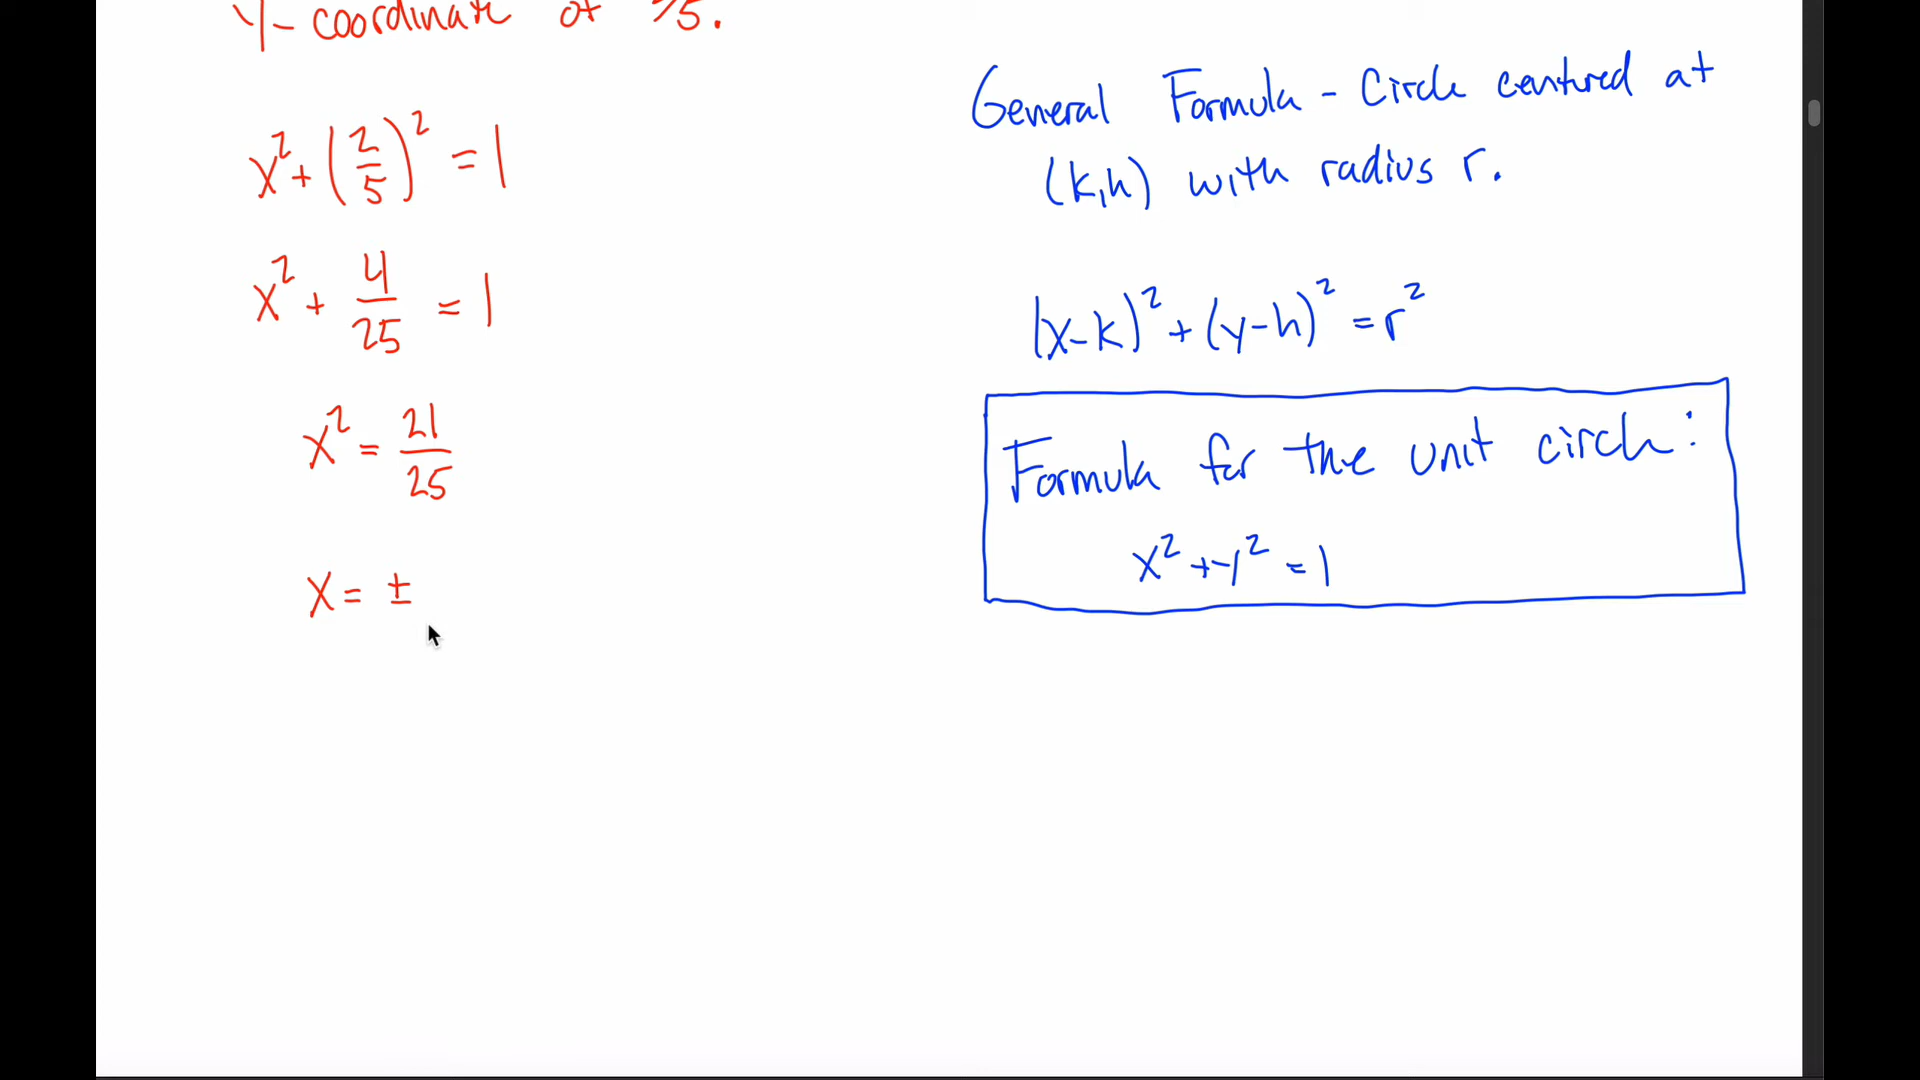 Y-coordinate of 2/5.
x² + (2/5)² = 1
x² + 4/25 = 1
x² = 21/25
x = ±
General Formula - Circle centred at
(k,h) with radius r.
(x-k)² + (y-h)² = r²
Formula for the unit circle:
x² + y² = 1